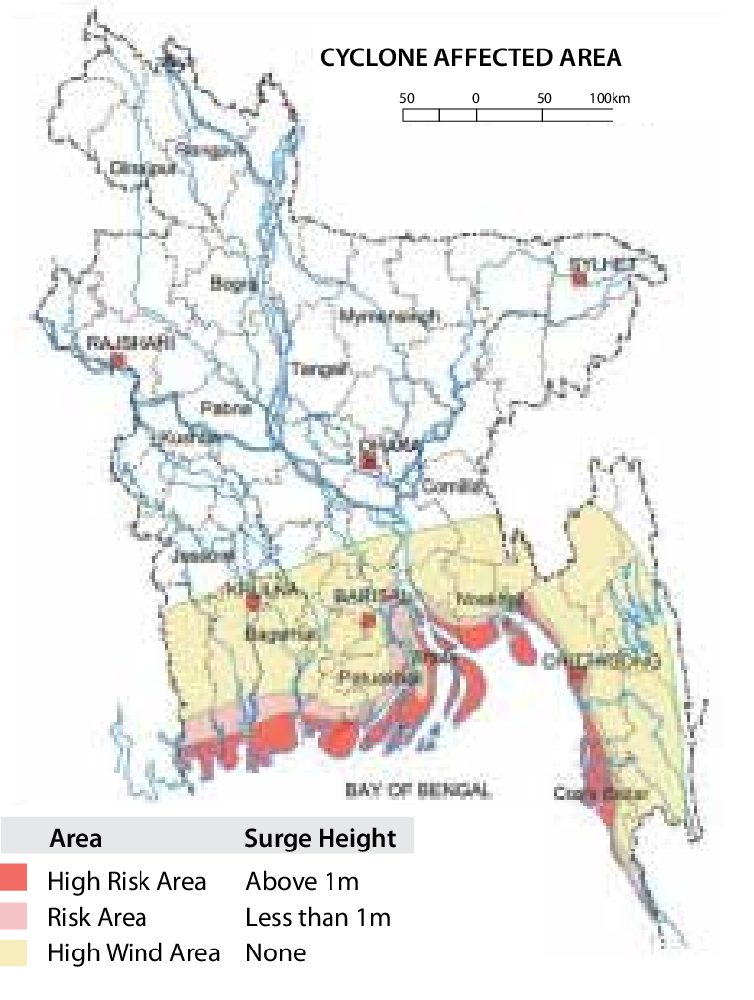 CYCLONE AFFECTED AREA
50 0 50 100km
Rangpur
Dinajpur
SYLHET
Bogra
Mymensingh
RAJSHAHI
Tangail
Pabna
Kushtia
DHAKA
Comilla
Jessore
KHULNA
BARISAL
Noakhali
Bagerhat
Bhola
CHITTAGONG
Patuakhali
BAY OF BENGAL
Cox's Bazar
Area Surge Height
High Risk Area Above 1m
Risk Area Less than 1m
High Wind Area None